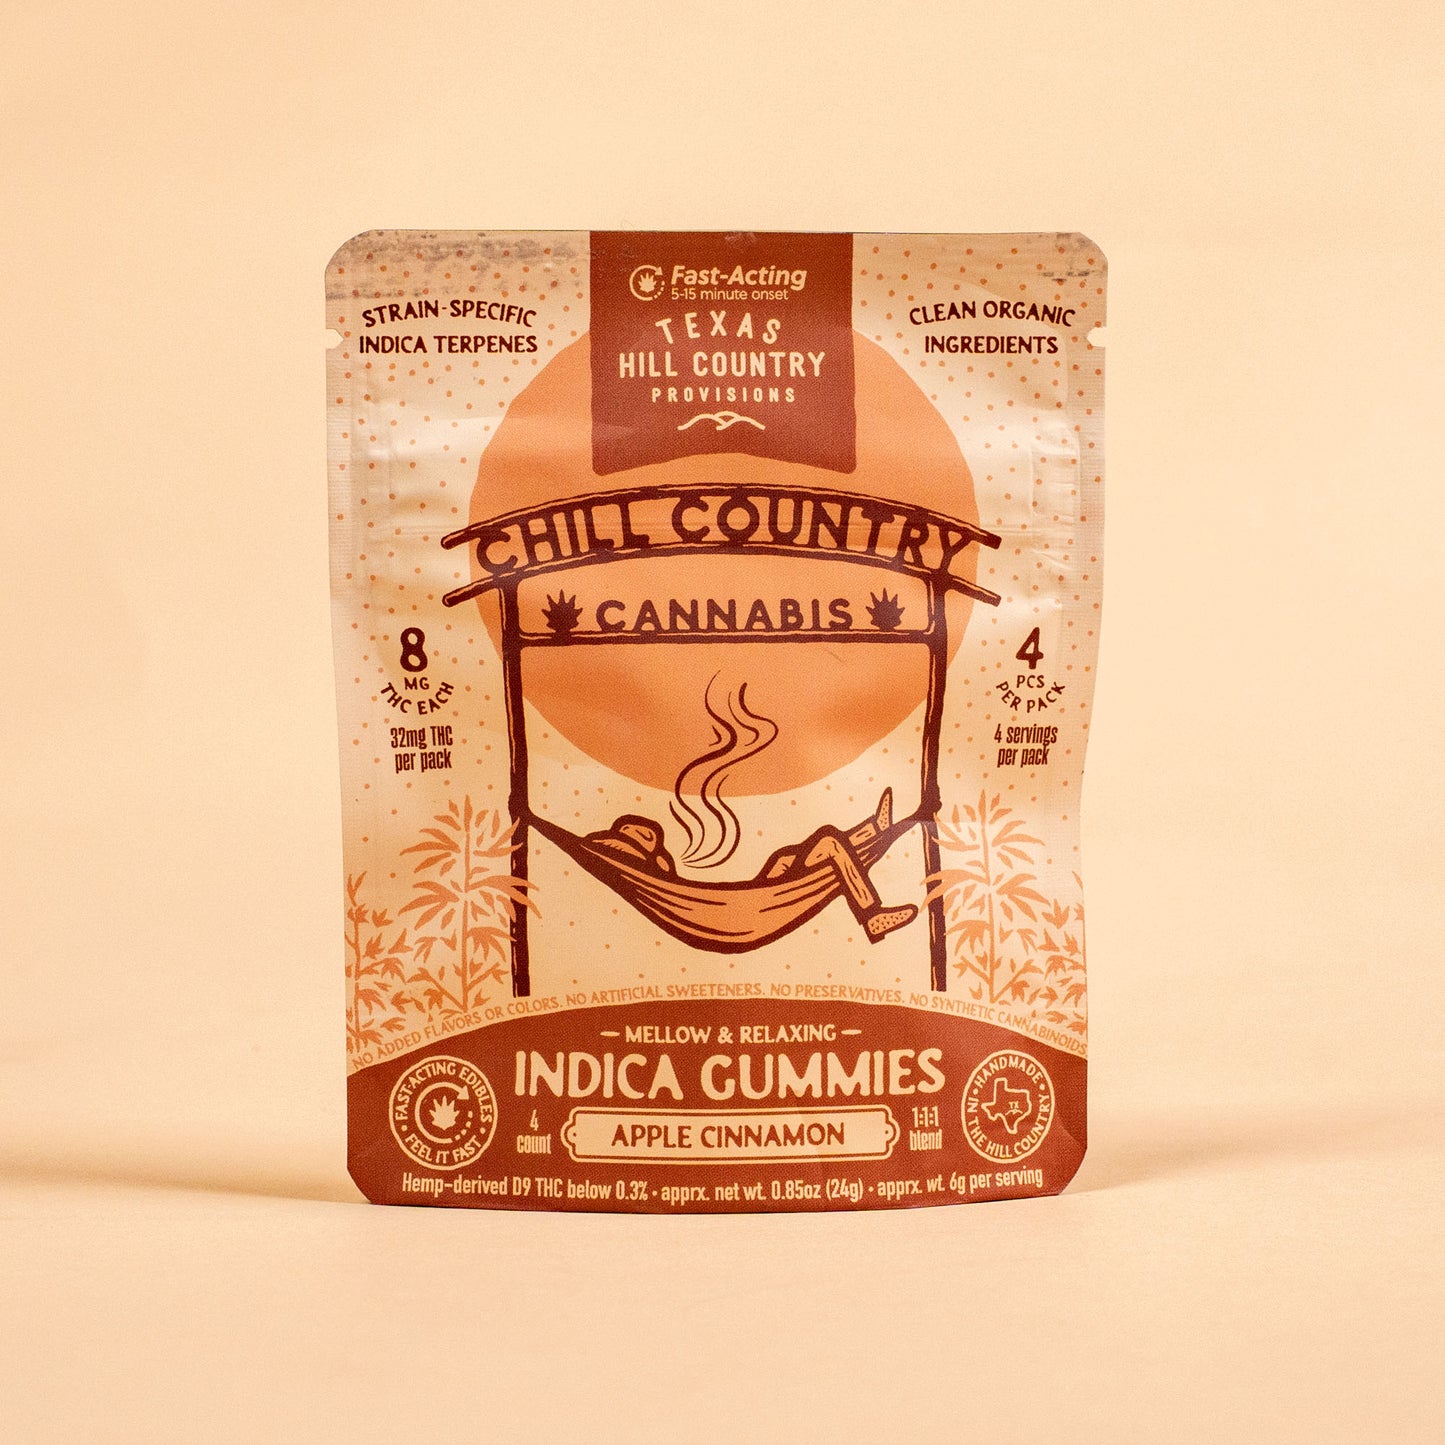 Fast-Acting
5-15 minute onset
TEXAS
HILL COUNTRY
PROVISIONS
STRAIN-SPECIFIC
INDICA TERPENES
CLEAN ORGANIC
INGREDIENTS
CHILL COUNTRY
CANNABIS
8
MG
THC EACH
32mg THC
per pack
4
PCS
PER PACK
4 servings
per pack
NO ADDED FLAVORS OR COLORS. NO ARTIFICIAL SWEETENERS. NO PRESERVATIVES. NO SYNTHETIC CANNABINOIDS
MELLOW & RELAXING
INDICA GUMMIES
FAST-ACTING EDIBLES
• FEEL IT FAST •
4
count
APPLE CINNAMON
1:1:1
blend
• HANDMADE •
IN THE HILL COUNTRY
TX
Hemp-derived D9 THC below 0.3% • apprx. net wt. 0.85oz (24g) • apprx. wt. 6g per serving